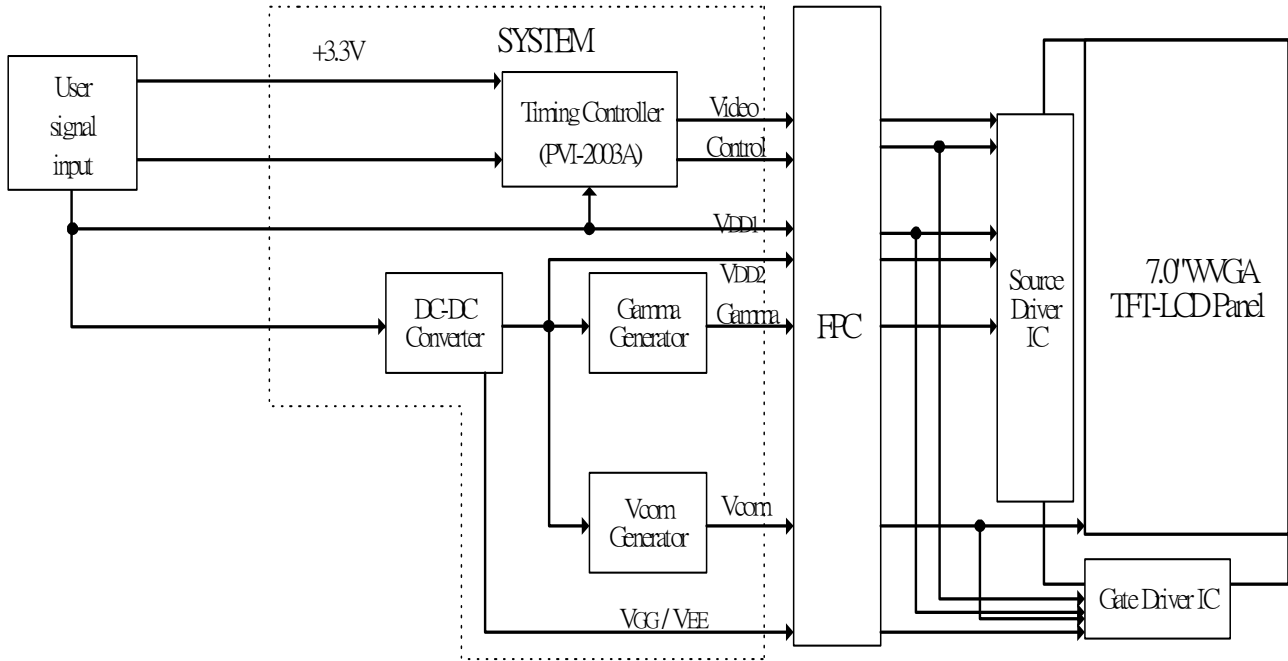 SYSTEM
+3.3V
User
signal
input
Timing Controller
(PVI-2003A)
Video
Control
VDD1
VDD2
DC-DC
Converter
Gamma
Generator
Gamma
Vcom
Generator
Vcom
VGG / VEE
FPC
Source
Driver
IC
7.0" WVGA
TFT-LCD Panel
Gate Driver IC